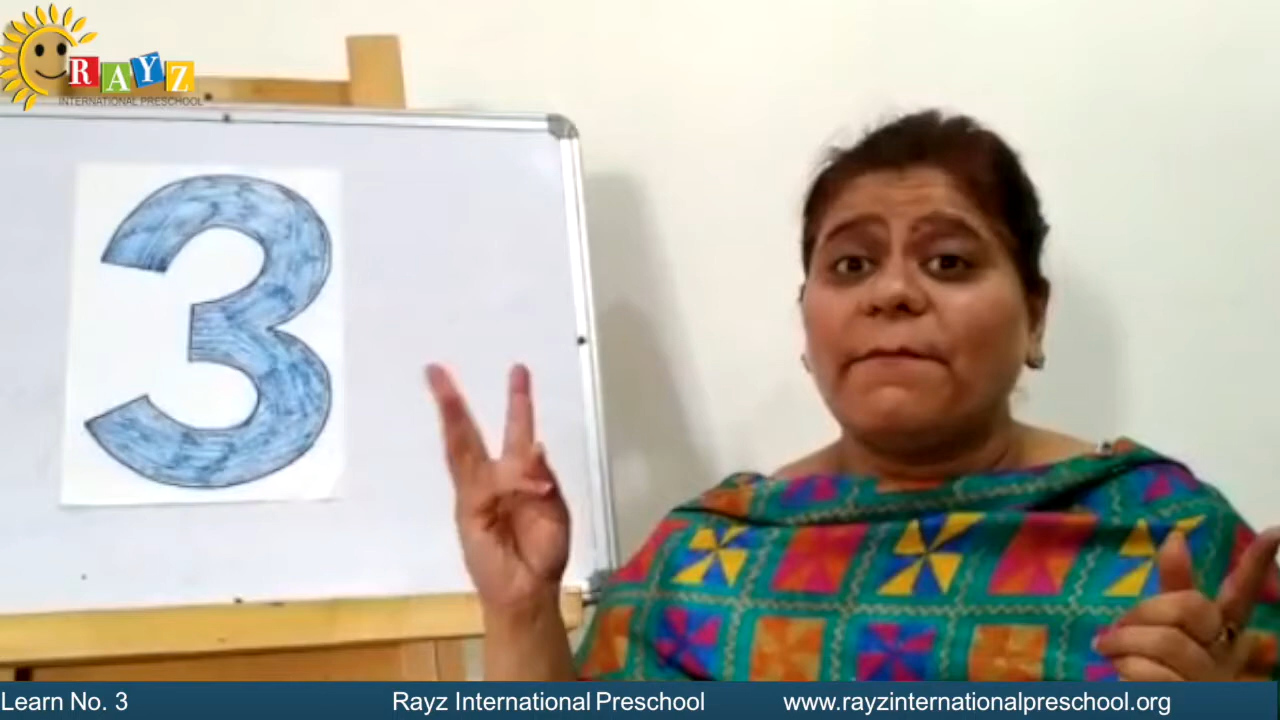 RAYZ
INTERNATIONAL PRESCHOOL
3
Learn No. 3
Rayz International Preschool
www.rayzinternationalpreschool.org